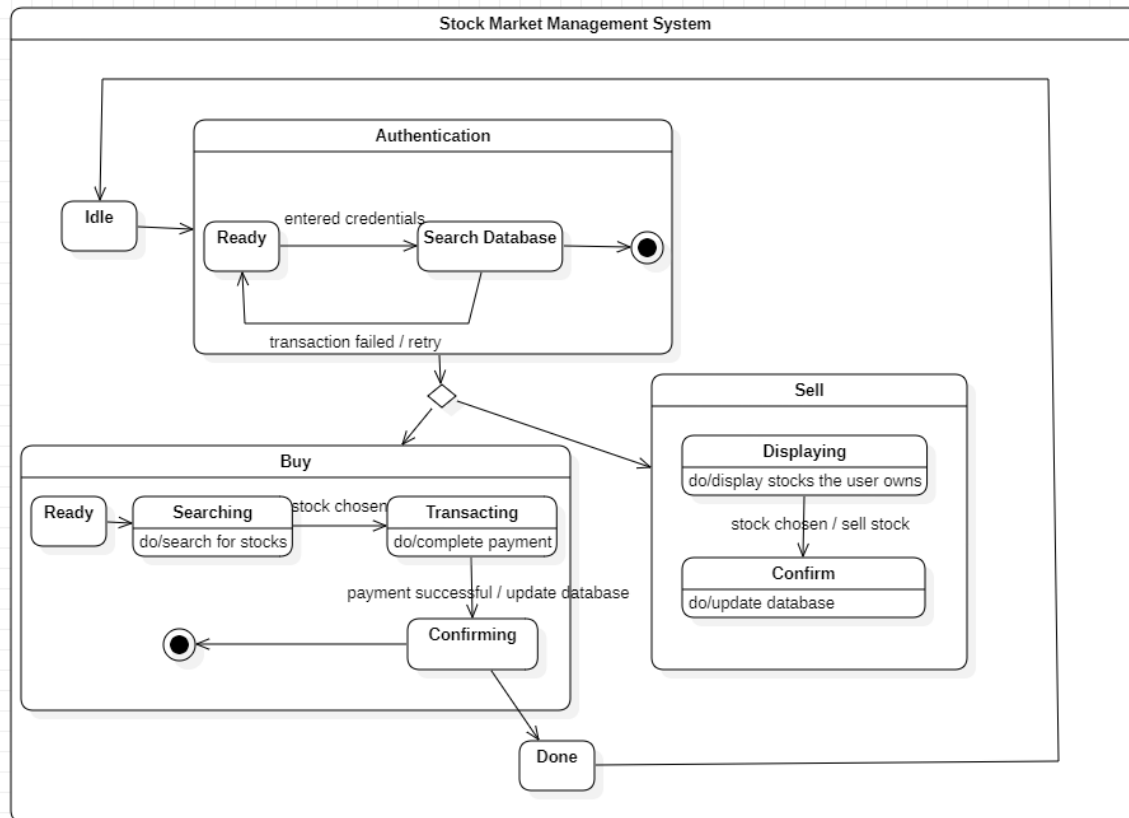 Stock Market Management System
Authentication
Idle
entered credentials
Ready
Search Database
transaction failed / retry
Sell
Displaying
do/display stocks the user owns
stock chosen / sell stock
Confirm
do/update database
Buy
Ready
Searching
do/search for stocks
stock chosen
Transacting
do/complete payment
payment successful / update database
Confirming
Done